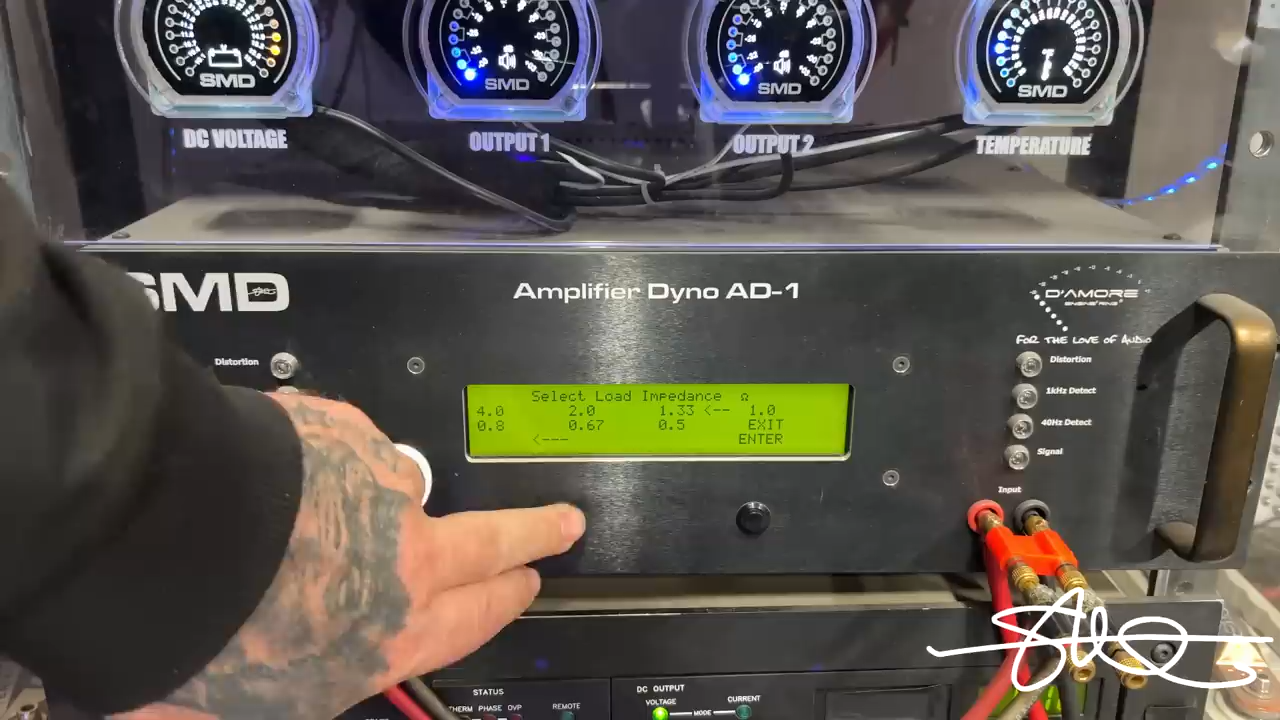 SMD
SMD
SMD
SMD
DC VOLTAGE
OUTPUT 1
OUTPUT 2
TEMPERATURE
SMD
Amplifier Dyno AD-1
D'AMORE
ENGINEERING
FOR THE LOVE OF AUDIO
Distortion
Distortion
1kHz Detect
40Hz Detect
Signal
Input
Select Load Impedance Ω
4.0 2.0 1.33 <-- 1.0
0.8 0.67 0.5 EXIT
<--- ENTER
STATUS
THERM PHASE OVP
REMOTE
DC OUTPUT
VOLTAGE
MODE
CURRENT